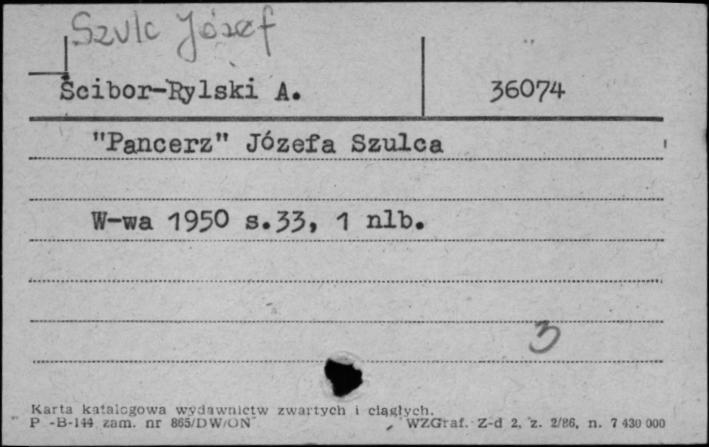 Szulc Józef
Ścibor-Rylski A. 36074
"Pancerz" Józefa Szulca
W-wa 1950 s.33, 1 nlb.
3
Karta katalogowa wydawnictw zwartych i ciągłych.
P -B-144 zam. nr 865/DW/ON WZGraf. Z-d 2, z. 2/86, n. 7 430 000